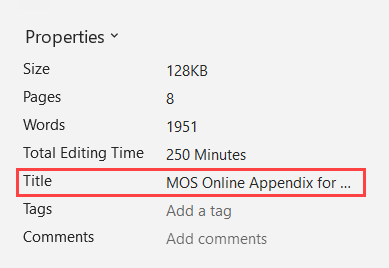 Properties
Size 128KB
Pages 8
Words 1951
Total Editing Time 250 Minutes
Title MOS Online Appendix for ...
Tags Add a tag
Comments Add comments